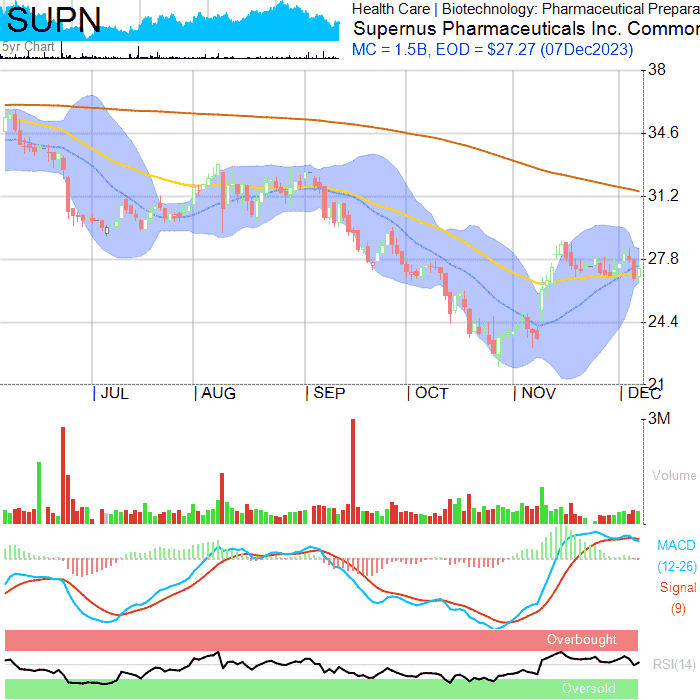 SUPN
5yr Chart
Health Care | Biotechnology: Pharmaceutical Prepara
Supernus Pharmaceuticals Inc. Common
MC = 1.5B, EOD = $27.27 (07Dec2023)
38
34.6
31.2
27.8
24.4
21
JUL AUG SEP OCT NOV DEC
3M
Volume
MACD
(12-26)
Signal
(9)
Overbought
RSI(14)
Oversold